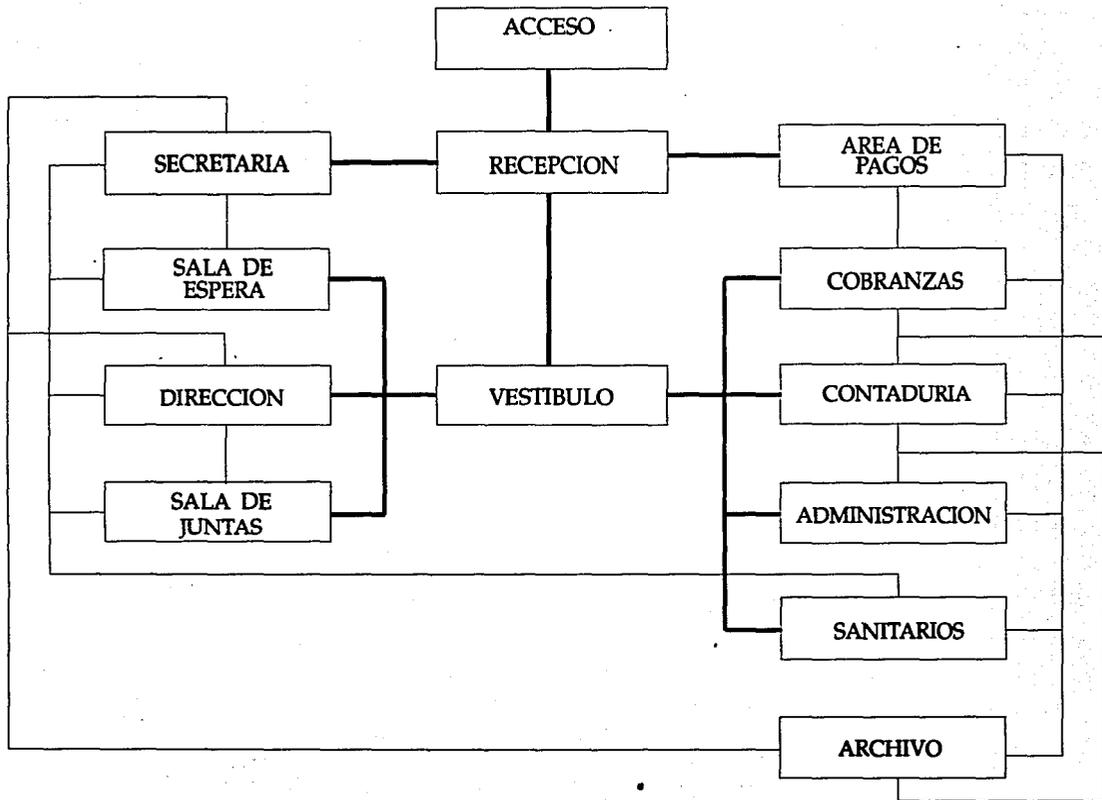 ACCESO
SECRETARIA
RECEPCION
AREA DE
PAGOS
SALA DE
ESPERA
COBRANZAS
DIRECCION
VESTIBULO
CONTADURIA
SALA DE
JUNTAS
ADMINISTRACION
SANITARIOS
ARCHIVO